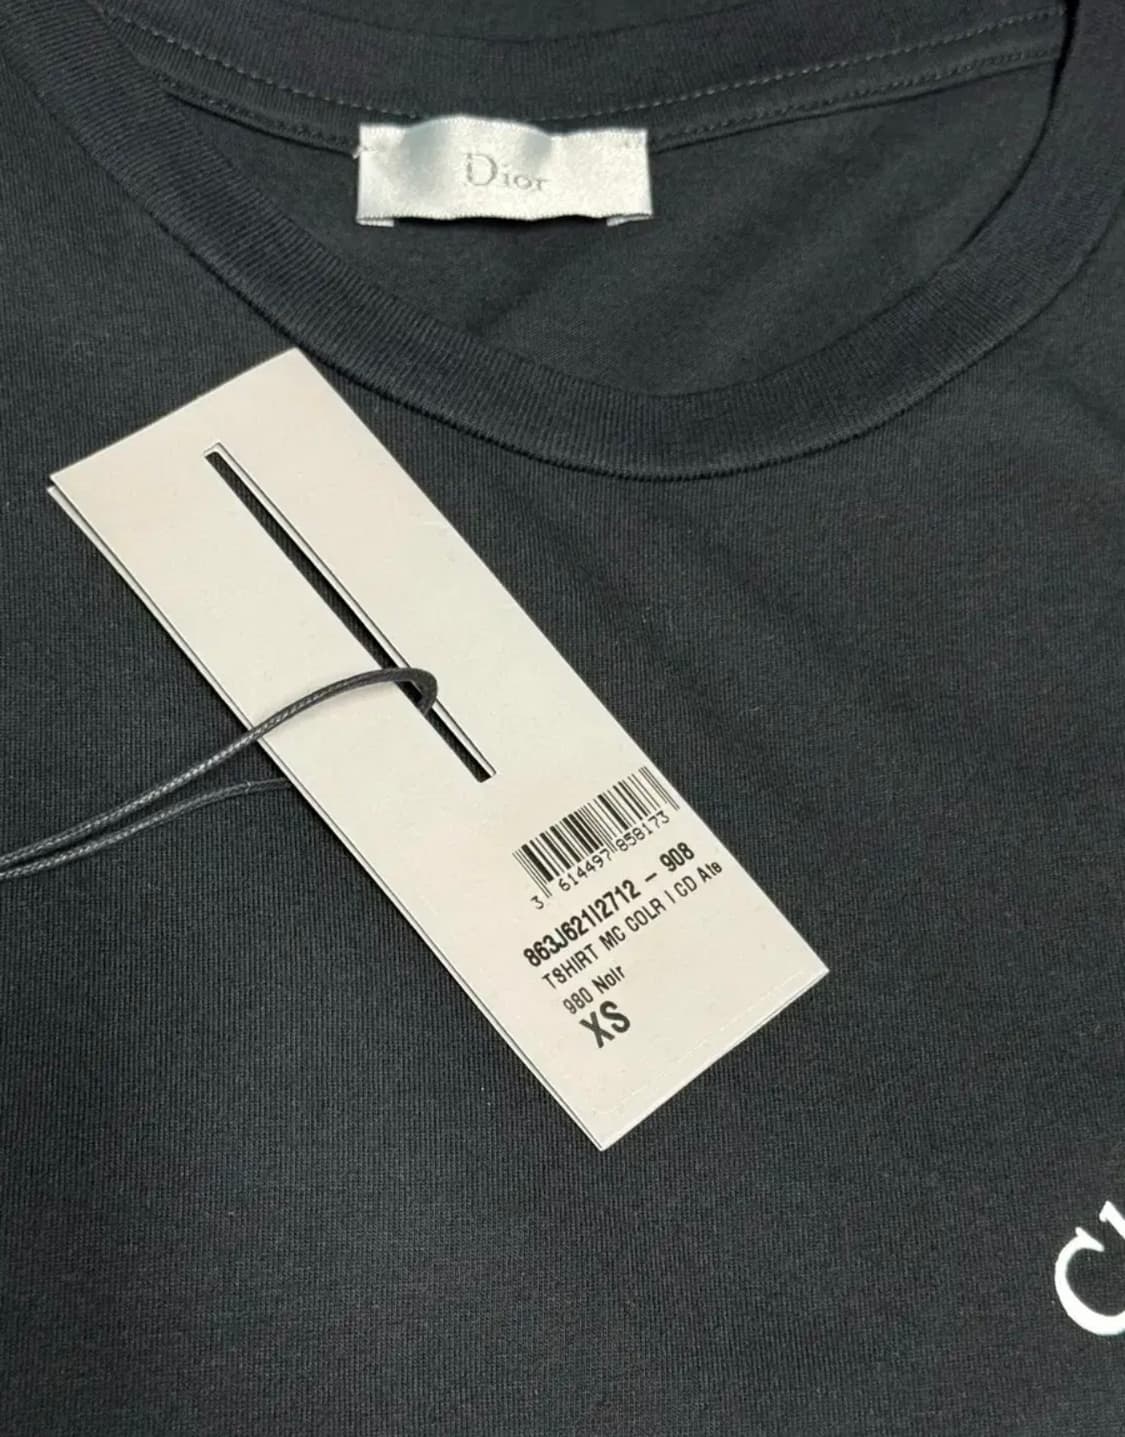 Dior
3 614497 858173
863J621I2712 - 908
TSHIRT MC COLR I CD Ate
980 Noir
XS